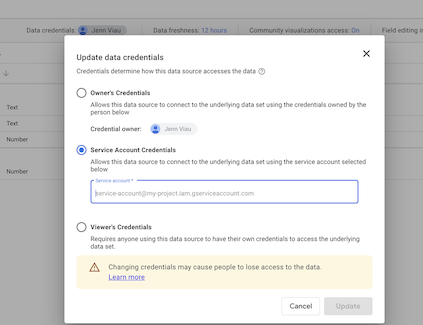 Data credentials: Jenn Viau Data freshness: 12 hours Community visualizations access: On Field editing in
Update data credentials
Credentials determine how this data source accesses the data
Owner's Credentials
Allows this data source to connect to the underlying data set using the credentials owned by the
person below
Credential owner: Jenn Viau
Text
Text
Number
Service Account Credentials
Allows this data source to connect to the underlying data set using the service account selected
below
Number
Service account *
service-account@my-project.iam.gserviceaccount.com
Viewer's Credentials
Requires anyone using this data source to have their own credentials to access the underlying
data set.
Changing credentials may cause people to lose access to the data.
Learn more
Cancel Update